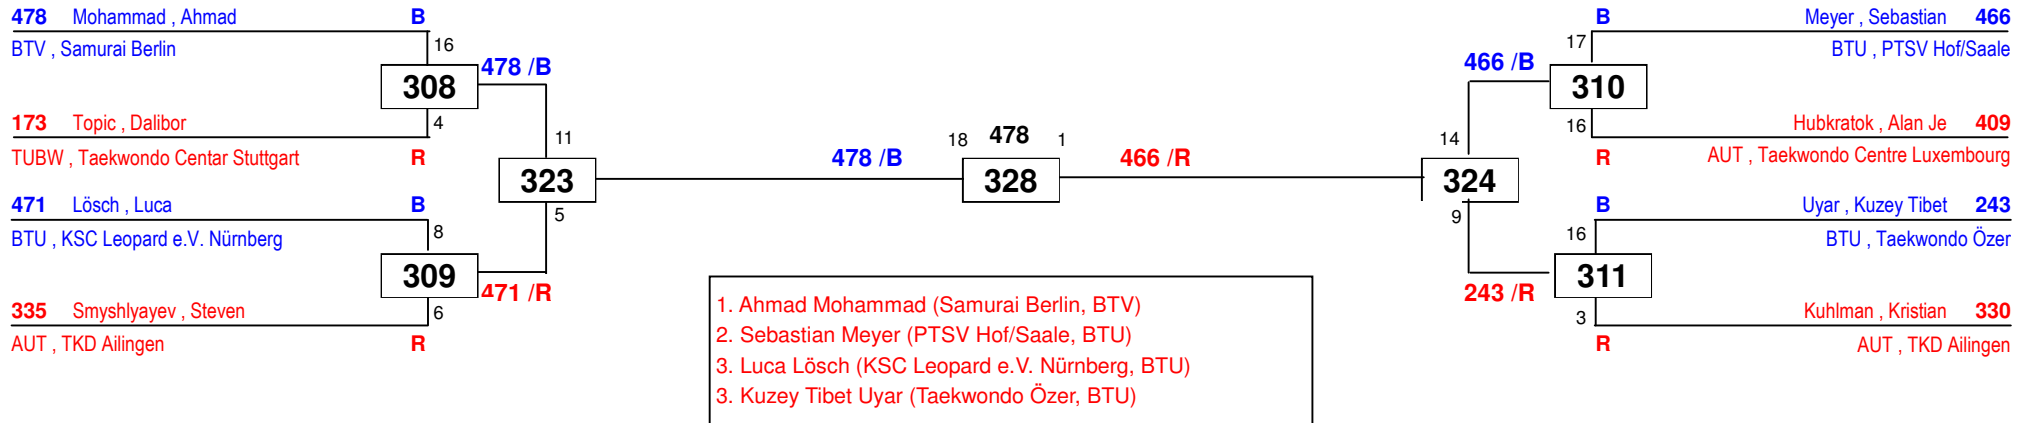 478 Mohammad , Ahmad B
BTV , Samurai Berlin
16
308
478 /B
173 Topic , Dalibor
4
TUBW , Taekwondo Centar Stuttgart R
11
323
5
471 Lösch , Luca B
BTU , KSC Leopard e.V. Nürnberg
8
309
471 /R
335 Smyshlyayev , Steven
6
AUT , TKD Ailingen R
478 /B
18 478 1
328
466 /R
B Meyer , Sebastian 466
17
BTU , PTSV Hof/Saale
466 /B
310
16
Hubkratok , Alan Je 409
R AUT , Taekwondo Centre Luxembourg
14
324
9
B Uyar , Kuzey Tibet 243
16
BTU , Taekwondo Özer
311
243 /R
3
Kuhlman , Kristian 330
R AUT , TKD Ailingen
1. Ahmad Mohammad (Samurai Berlin, BTV)
2. Sebastian Meyer (PTSV Hof/Saale, BTU)
3. Luca Lösch (KSC Leopard e.V. Nürnberg, BTU)
3. Kuzey Tibet Uyar (Taekwondo Özer, BTU)